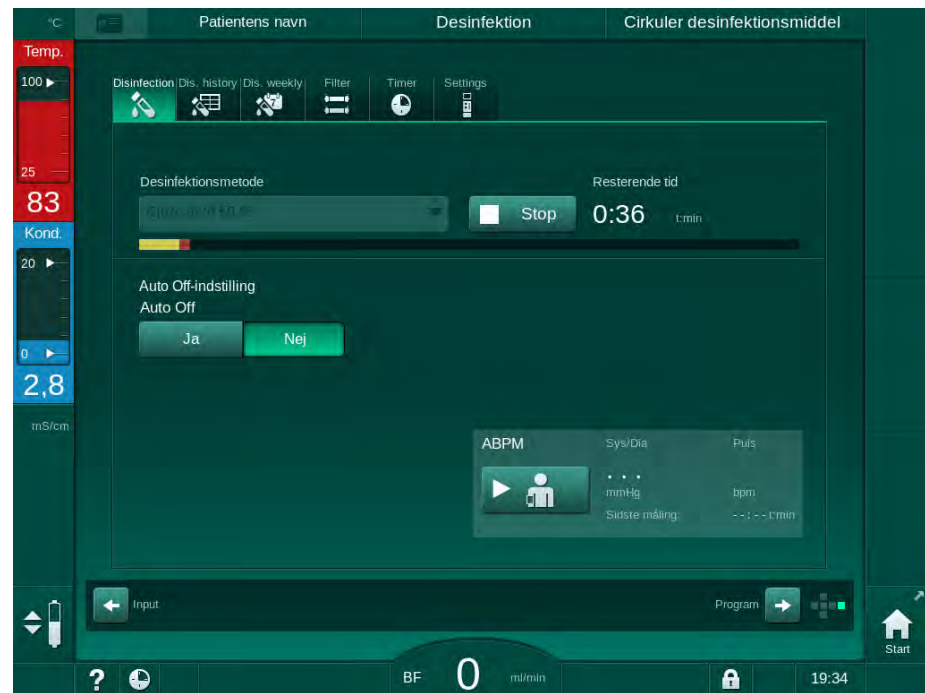 °C
Patientens navn
Desinfektion
Cirkuler desinfektionsmiddel
Temp.
100
25
83
Kond.
20
0
2,8
mS/cm
Disinfection
Dis. history
Dis. weekly
Filter
Timer
Settings
7
Desinfektionsmetode
Resterende tid
Stop
0:36 t:min
Auto Off-indstilling
Auto Off
Ja
Nej
ABPM
Sys/Dia
Puls
. . .
mmHg
bpm
Sidste måling:
--:-- t:min
Input
Program
Start
?
BF 0 ml/min
19:34